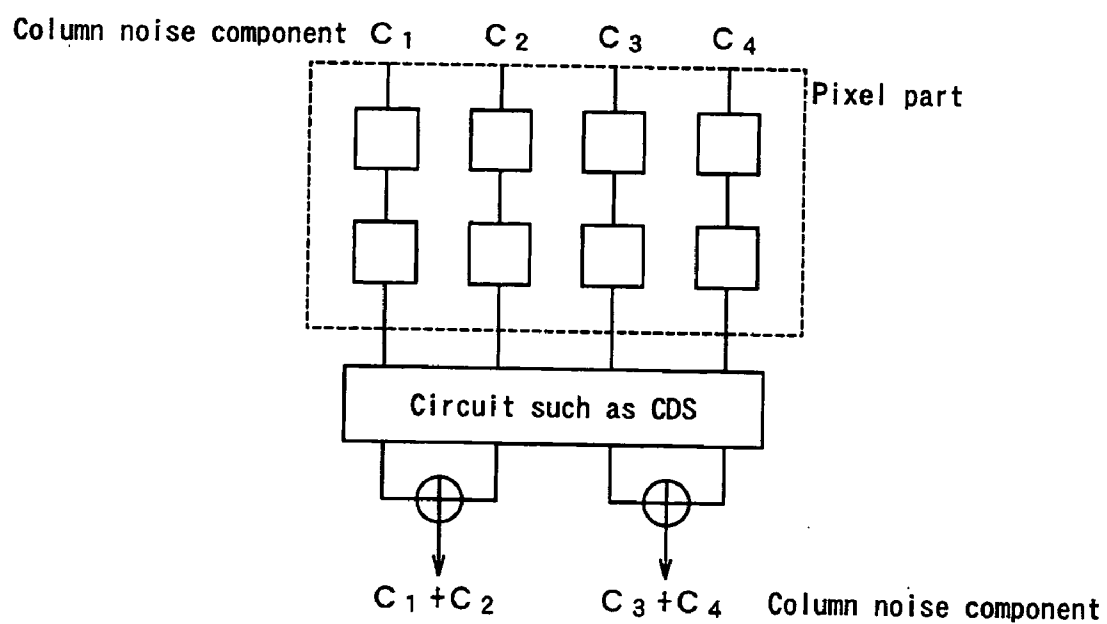 Column noise component C1 C2 C3 C4
Pixel part
Circuit such as CDS
C1+C2 C3+C4 Column noise component